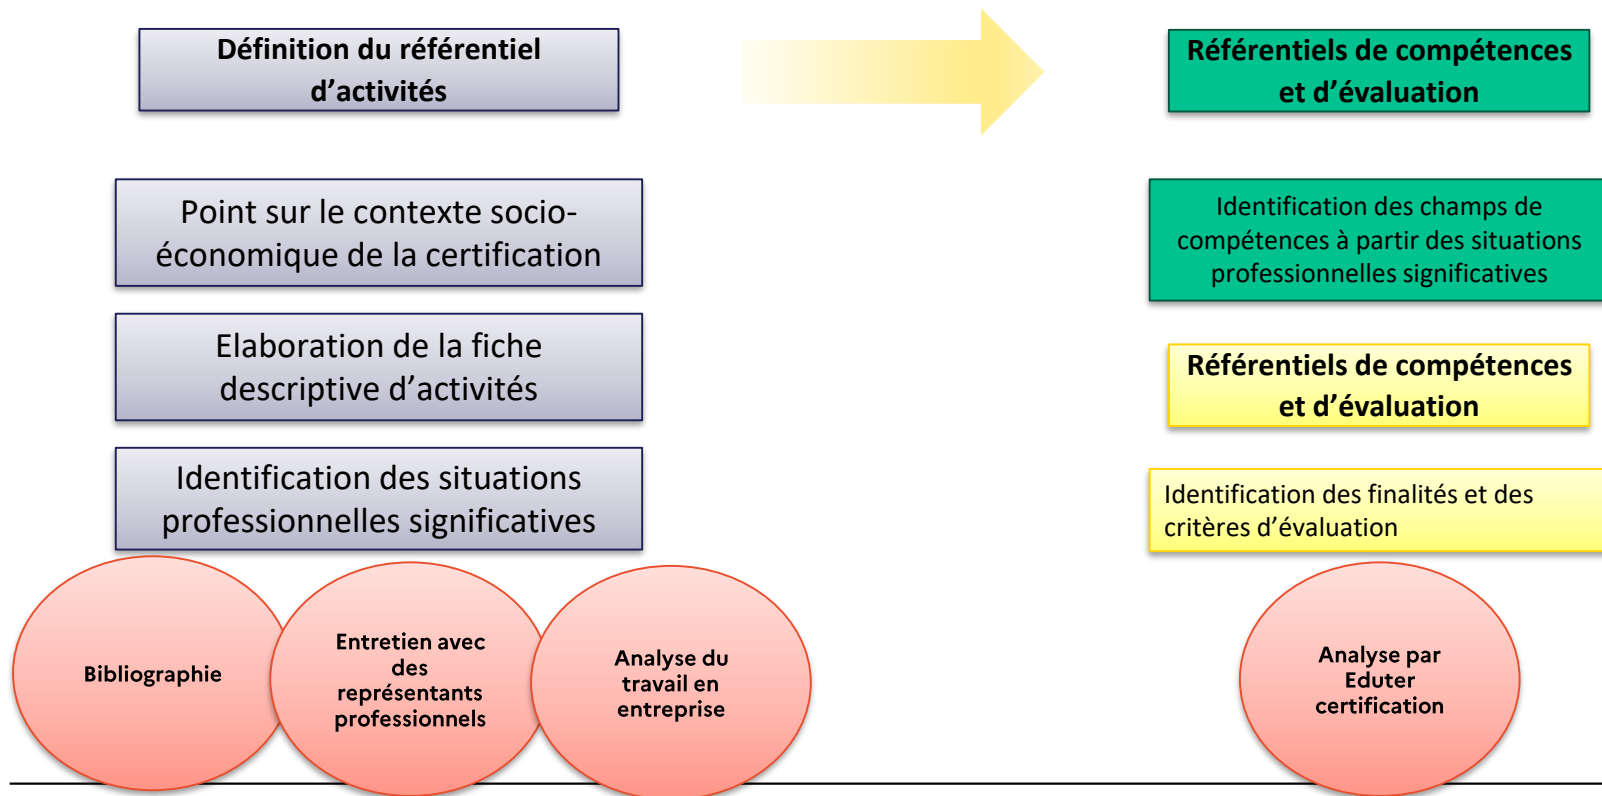 Définition du référentiel
d’activités
Point sur le contexte socio-
économique de la certification
Elaboration de la fiche
descriptive d’activités
Identification des situations
professionnelles significatives
Bibliographie
Entretien avec
des
représentants
professionnels
Analyse du
travail en
entreprise
Référentiels de compétences
et d’évaluation
Identification des champs de
compétences à partir des situations
professionnelles significatives
Référentiels de compétences
et d’évaluation
Identification des finalités et des
critères d’évaluation
Analyse par
Eduter
certification